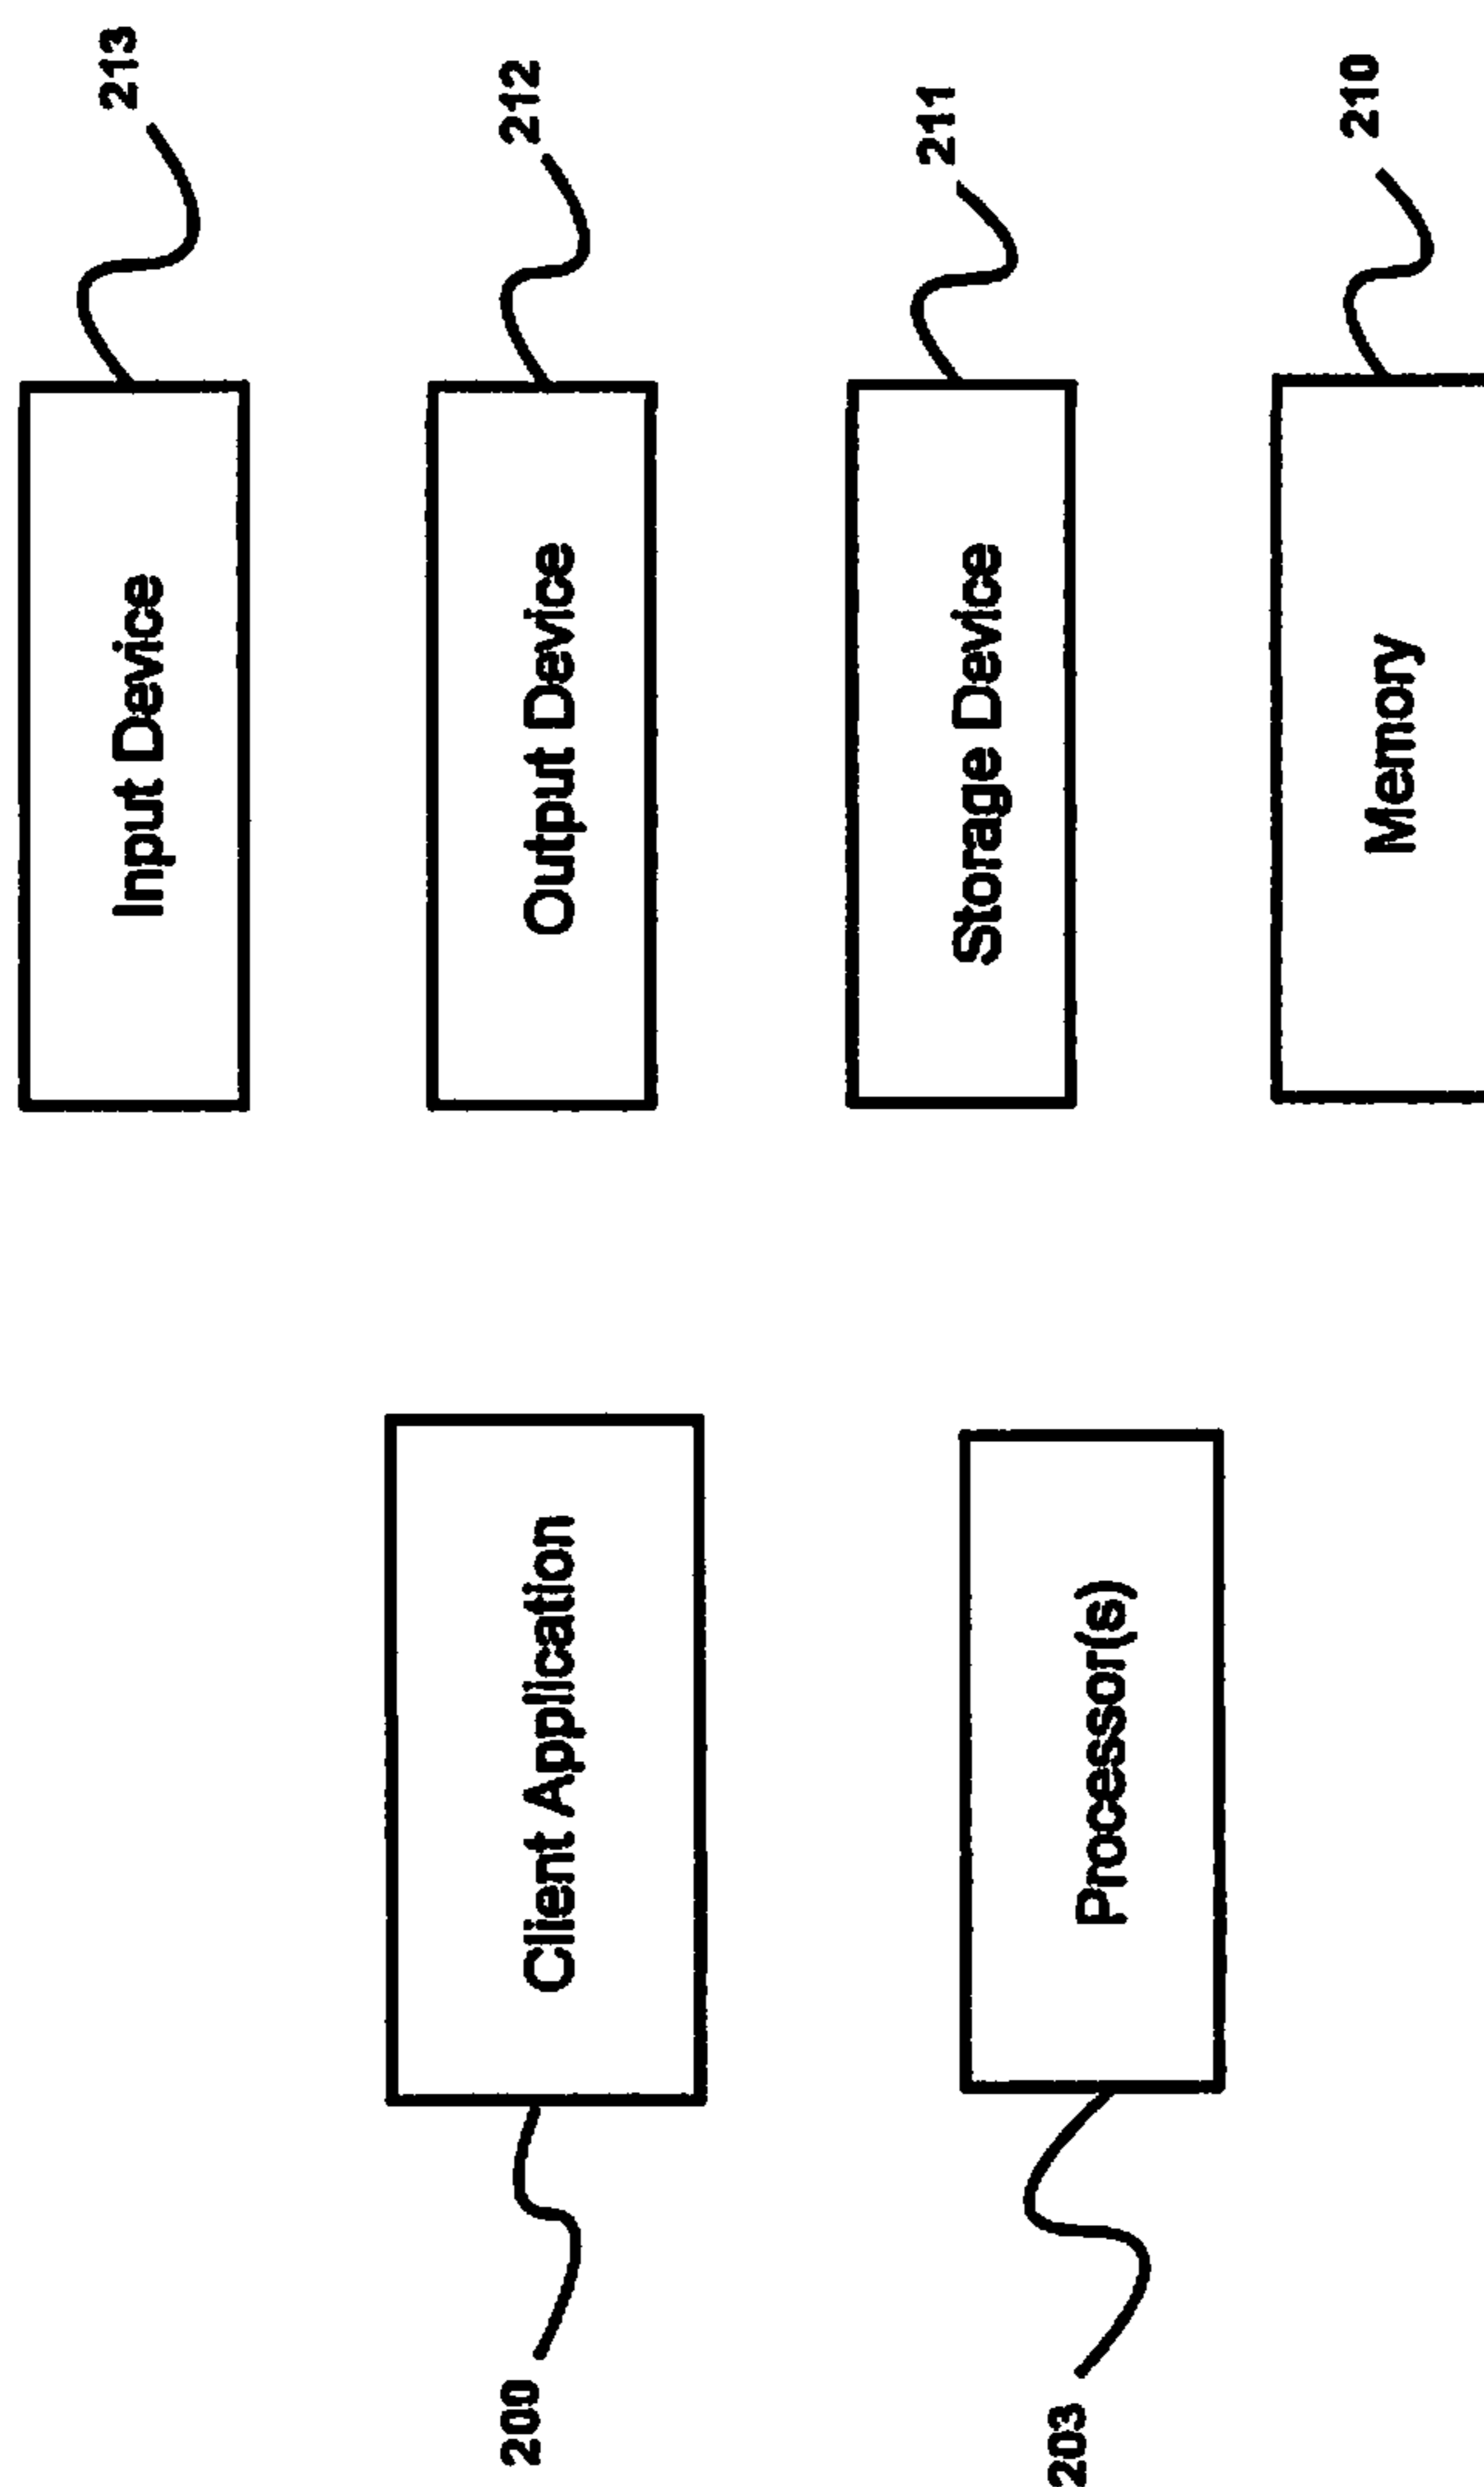 Input Device
213
200
Client Application
Output Device
212
Storage Device
211
203
Processor(s)
Memory
210